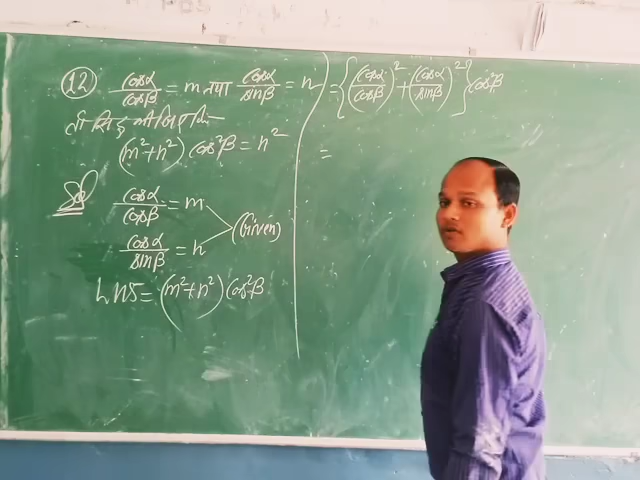 (12) cosα/cosβ = m तथा cosα/sinβ = n
तो सिद्ध कीजिए कि-
(m²+n²) cos²β = n²
Sol cosα/cosβ = m
cosα/sinβ = n (Given)
LHS = (m²+n²) cos²β
= {(cosα/cosβ)² + (cosα/sinβ)²} cos²β
=